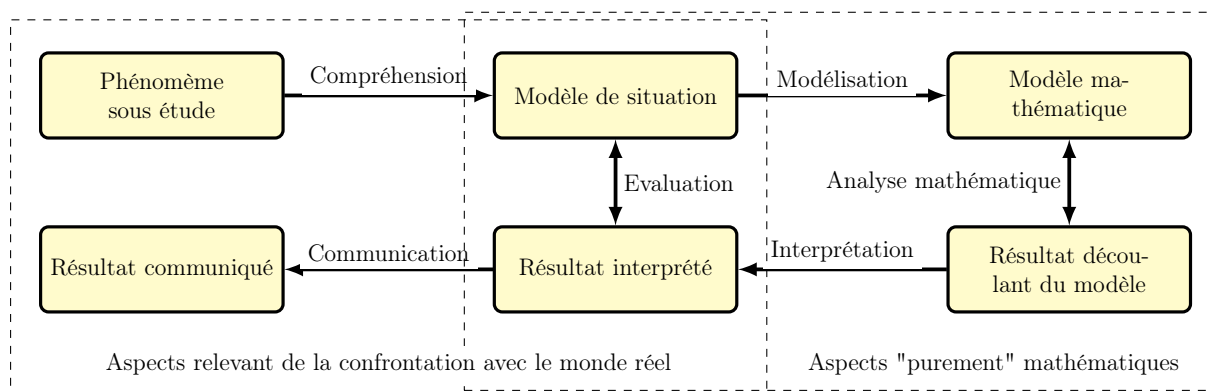 Phénomème
sous étude
Compréhension
Modèle de situation
Modélisation
Modèle ma-
thématique
Evaluation
Analyse mathématique
Résultat communiqué
Communication
Résultat interprété
Interprétation
Résultat décou-
lant du modèle
Aspects relevant de la confrontation avec le monde réel
Aspects "purement" mathématiques